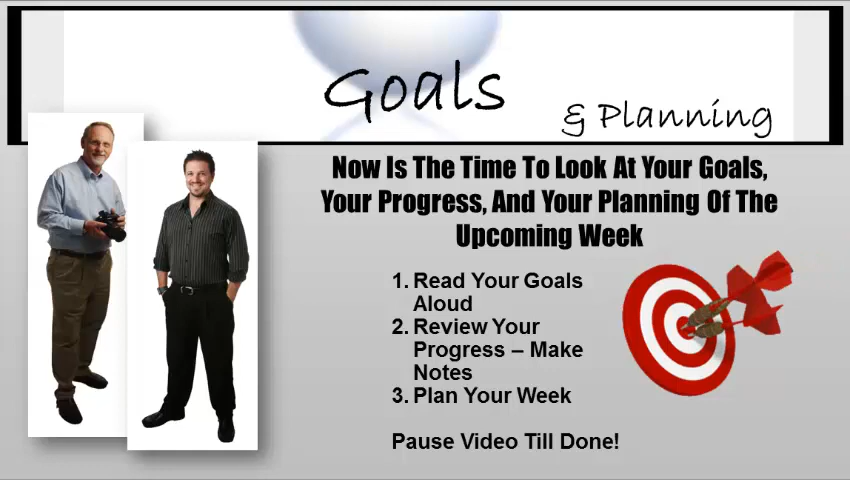 Goals
& Planning
Now Is The Time To Look At Your Goals,
Your Progress, And Your Planning Of The
Upcoming Week
1. Read Your Goals
Aloud
2. Review Your
Progress – Make
Notes
3. Plan Your Week
Pause Video Till Done!